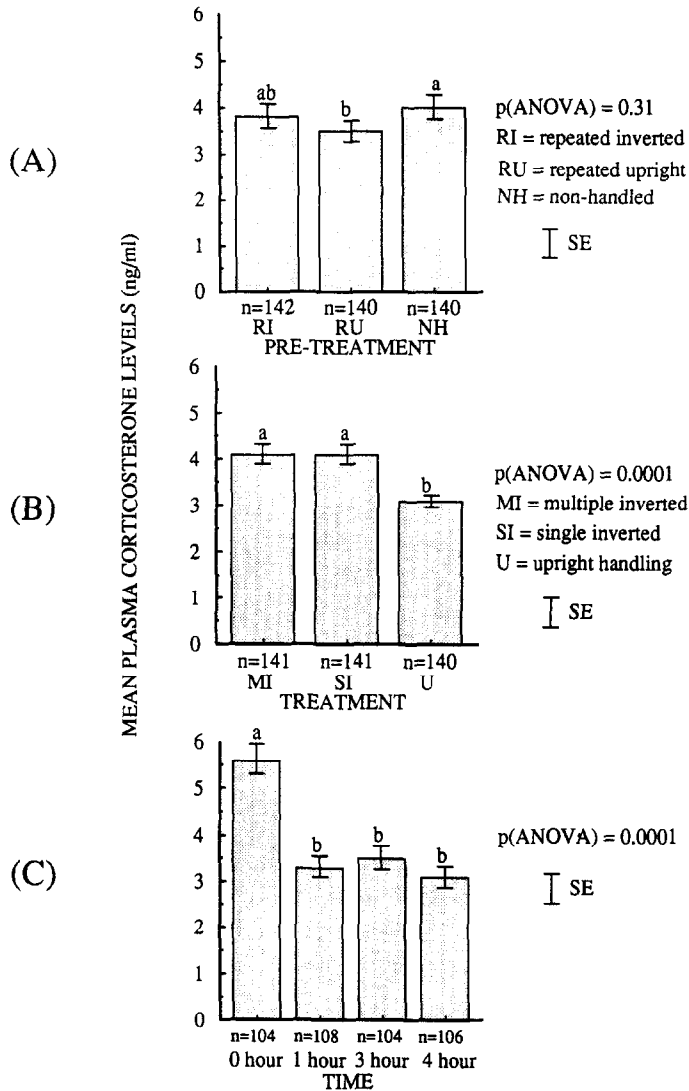 MEAN PLASMA CORTICOSTERONE LEVELS (ng/ml)
(A)
6
5
4
3
2
1
0
ab
b
a
n=142 n=140 n=140
RI RU NH
PRE-TREATMENT
p(ANOVA) = 0.31
RI = repeated inverted
RU = repeated upright
NH = non-handled
SE
(B)
6
5
4
3
2
1
0
a
a
b
n=141 n=141 n=140
MI SI U
TREATMENT
p(ANOVA) = 0.0001
MI = multiple inverted
SI = single inverted
U = upright handling
SE
(C)
6
5
4
3
2
1
0
a
b
b
b
n=104 n=108 n=104 n=106
0 hour 1 hour 3 hour 4 hour
TIME
p(ANOVA) = 0.0001
SE